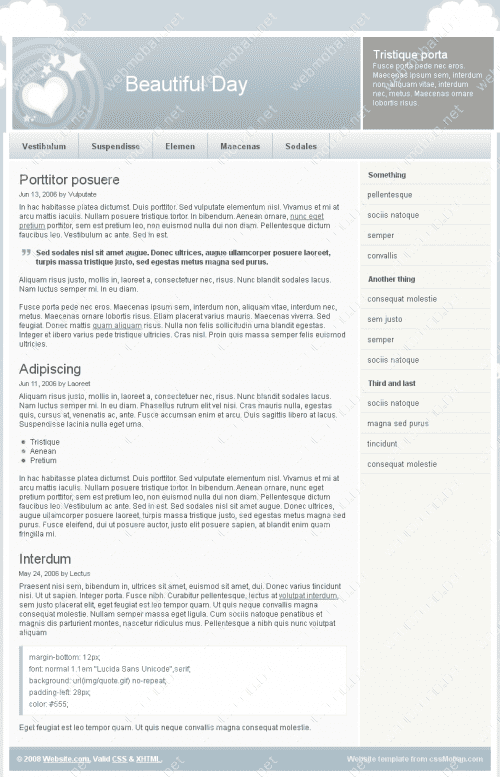 Beautiful Day
Tristique porta
Fusce porta pede nec eros.
Maecenas ipsum sem, interdum
non, aliquam vitae, interdum
nec, metus. Maecenas ornare
lobortis risus.
Vestibulum Suspendisse Elemen Maecenas Sodales
Porttitor posuere
Jun 13, 2006 by Vulputate
In hac habitasse platea dictumst. Duis porttitor. Sed vulputate elementum nisl. Vivamus et mi at
arcu mattis iaculis. Nullam posuere tristique tortor. In bibendum. Aenean ornare, nunc eget
pretium porttitor, sem est pretium leo, non euismod nulla dui non diam. Pellentesque dictum
faucibus leo. Vestibulum ac ante. Sed in est.
Sed sodales nisl sit amet augue. Donec ultrices, augue ullamcorper posuere laoreet,
turpis massa tristique justo, sed egestas metus magna sed purus.
Aliquam risus justo, mollis in, laoreet a, consectetuer nec, risus. Nunc blandit sodales lacus.
Nam luctus semper mi. In eu diam.
Fusce porta pede nec eros. Maecenas ipsum sem, interdum non, aliquam vitae, interdum nec,
metus. Maecenas ornare lobortis risus. Etiam placerat varius mauris. Maecenas viverra. Sed
feugiat. Donec mattis quam aliquam risus. Nulla non felis sollicitudin urna blandit egestas.
Integer et libero varius pede tristique ultricies. Cras nisl. Proin quis massa semper felis euismod
ultricies.
Adipiscing
Jun 11, 2006 by Laoreet
Aliquam risus justo, mollis in, laoreet a, consectetuer nec, risus. Nunc blandit sodales lacus.
Nam luctus semper mi. In eu diam. Phasellus rutrum elit vel nisi. Cras mauris nulla, egestas
quis, cursus at, venenatis ac, ante. Fusce accumsan enim et arcu. Duis sagittis libero at lacus.
Suspendisse lacinia nulla eget urna.
Tristique
Aenean
Pretium
In hac habitasse platea dictumst. Duis porttitor. Sed vulputate elementum nisl. Vivamus et mi at
arcu mattis iaculis. Nullam posuere tristique tortor. In bibendum. Aenean ornare, nunc eget
pretium porttitor, sem est pretium leo, non euismod nulla dui non diam. Pellentesque dictum
faucibus leo. Vestibulum ac ante. Sed in est. Sed sodales nisl sit amet augue. Donec ultrices,
augue ullamcorper posuere laoreet, turpis massa tristique justo, sed egestas metus magna sed
purus. Fusce eleifend, dui ut posuere auctor, justo elit posuere sapien, at blandit enim quam
fringilla mi.
Interdum
May 24, 2006 by Lectus
Praesent nisi sem, bibendum in, ultrices sit amet, euismod sit amet, dui. Donec varius tincidunt
nisi. Ut ut sapien. Integer porta. Fusce nibh. Curabitur pellentesque, lectus at volutpat interdum,
sem justo placerat elit, eget feugiat est leo tempor quam. Ut quis neque convallis magna
consequat molestie. Nullam semper massa eget ligula. Cum sociis natoque penatibus et
magnis dis parturient montes, nascetur ridiculus mus. Pellentesque a nibh quis nunc volutpat
aliquam
margin-bottom: 12px;
font: normal 1.1em "Lucida Sans Unicode",serif;
background: url(img/quote.gif) no-repeat;
padding-left: 28px;
color: #555;
Eget feugiat est leo tempor quam. Ut quis neque convallis magna consequat molestie.
Something
pellentesque
sociis natoque
semper
convallis
Another thing
consequat molestie
sem justo
semper
sociis natoque
Third and last
sociis natoque
magna sed purus
tincidunt
consequat molestie
© 2008 Website.com. Valid CSS & XHTML.
Website template from cssMoban.com